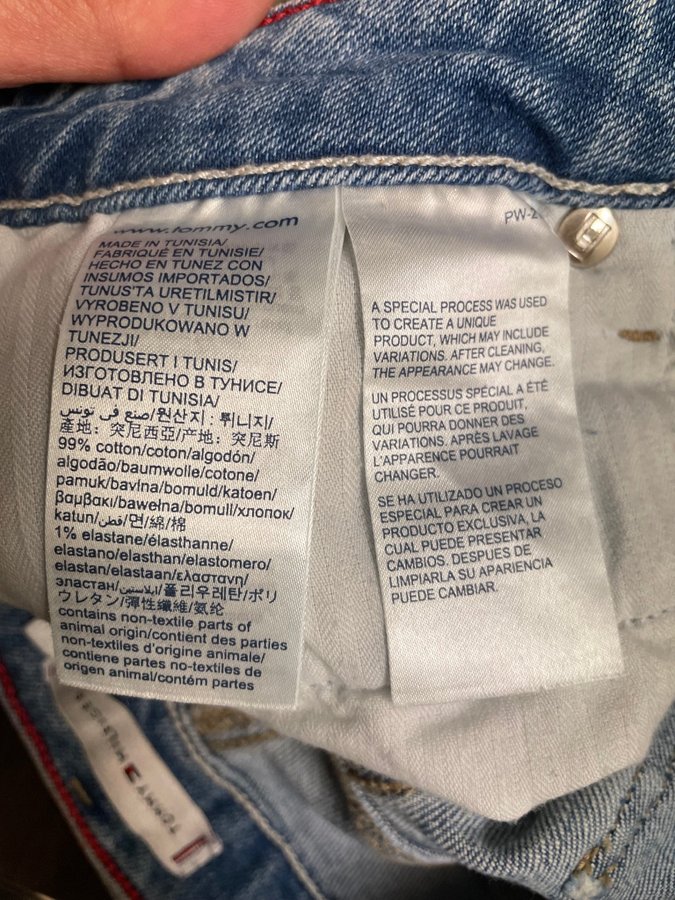 www.tommy.com
MADE IN TUNISIA/
FABRIQUÉ EN TUNISIE/
HECHO EN TUNEZ CON
INSUMOS IMPORTADOS/
TUNUS'TA URETILMISTIR/
VYROBENO V TUNISU/
WYPRODUKOWANO W
TUNEZJI/
PRODUSERT I TUNIS/
ИЗГОТОВЛЕНО В ТУНИСЕ/
DIBUAT DI TUNISIA/
صنع في تونس/원산지 : 튀니지/
產地: 突尼西亞/产地: 突尼斯
99% cotton/coton/algodón/
algodão/baumwolle/cotone/
pamuk/bavlna/bomuld/katoen/
βαμβακι/bawełna/bomull/хлопок/
katun/قطن/면/綿/棉
1% elastane/élasthanne/
elastano/elasthan/elastomero/
elastan/elastaan/ελαστανη/
эластан/ايلاستين/폴리우레탄/ポリ
ウレタン/彈性纖維/氨纶
contains non-textile parts of
animal origin/contient des parties
non-textiles d'origine animale/
contiene partes no-textiles de
origen animal/contém partes
PW-2
A SPECIAL PROCESS WAS USED
TO CREATE A UNIQUE
PRODUCT, WHICH MAY INCLUDE
VARIATIONS. AFTER CLEANING,
THE APPEARANCE MAY CHANGE.
UN PROCESSUS SPÉCIAL A ÉTÉ
UTILISÉ POUR CE PRODUIT,
QUI POURRA DONNER DES
VARIATIONS. APRÈS LAVAGE
L'APPARENCE POURRAIT
CHANGER.
SE HA UTILIZADO UN PROCESO
ESPECIAL PARA CREAR UN
PRODUCTO EXCLUSIVO, LA
CUAL PUEDE PRESENTAR
CAMBIOS. DESPUES DE
LIMPIARLA SU APARIENCIA
PUEDE CAMBIAR.
TOMMY HILFIGER